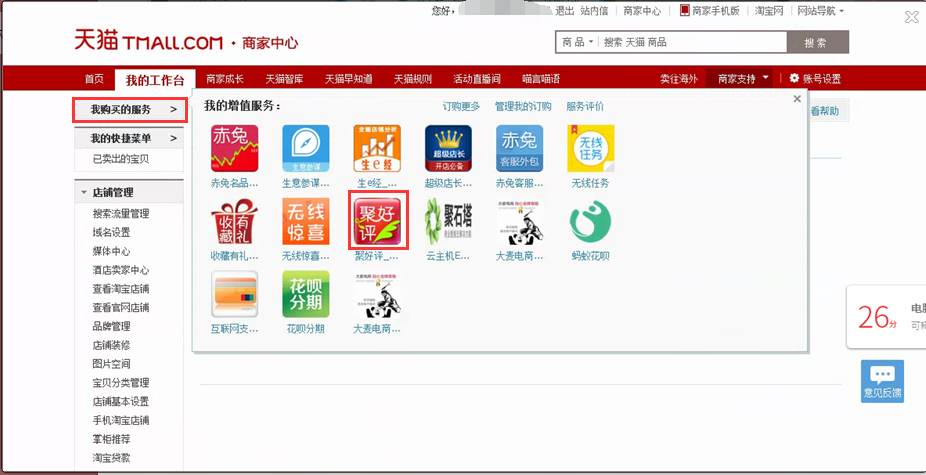 您好， 退出 站内信 商家中心 商家手机版 淘宝网 网站导航
天猫 TMALL.COM · 商家中心
商品 搜索 天猫 商品 搜索
首页 我的工作台 商家成长 天猫智库 天猫早知道 天猫规则 活动直播间 喵言喵语 卖往海外 商家支持 账号设置
我购买的服务 >
我的快捷菜单 >
已卖出的宝贝
店铺管理
搜索流量管理
域名设置
媒体中心
酒店卖家中心
查看淘宝店铺
查看官网店铺
品牌管理
店铺装修
图片空间
宝贝分类管理
店铺基本设置
手机淘宝店铺
掌柜推荐
淘宝贷款
我的增值服务： 订购更多 管理我的订购 服务评价
看帮助
赤兔 生意参谋 全能店铺分析 生e经 超级店长 开店必备 赤兔 客服外包 无线任务
赤兔名品... 生意参谋... 生e经_... 超级店长... 赤兔客服... 无线任务
收藏有礼 无线惊喜 聚好评 聚石塔
收藏有礼... 无线惊喜... 聚好评_... 云主机E... 大麦电商... 蚂蚁花呗
花呗分期
互联网支... 花呗分期 大麦电商...
26分
电脑
意见反馈